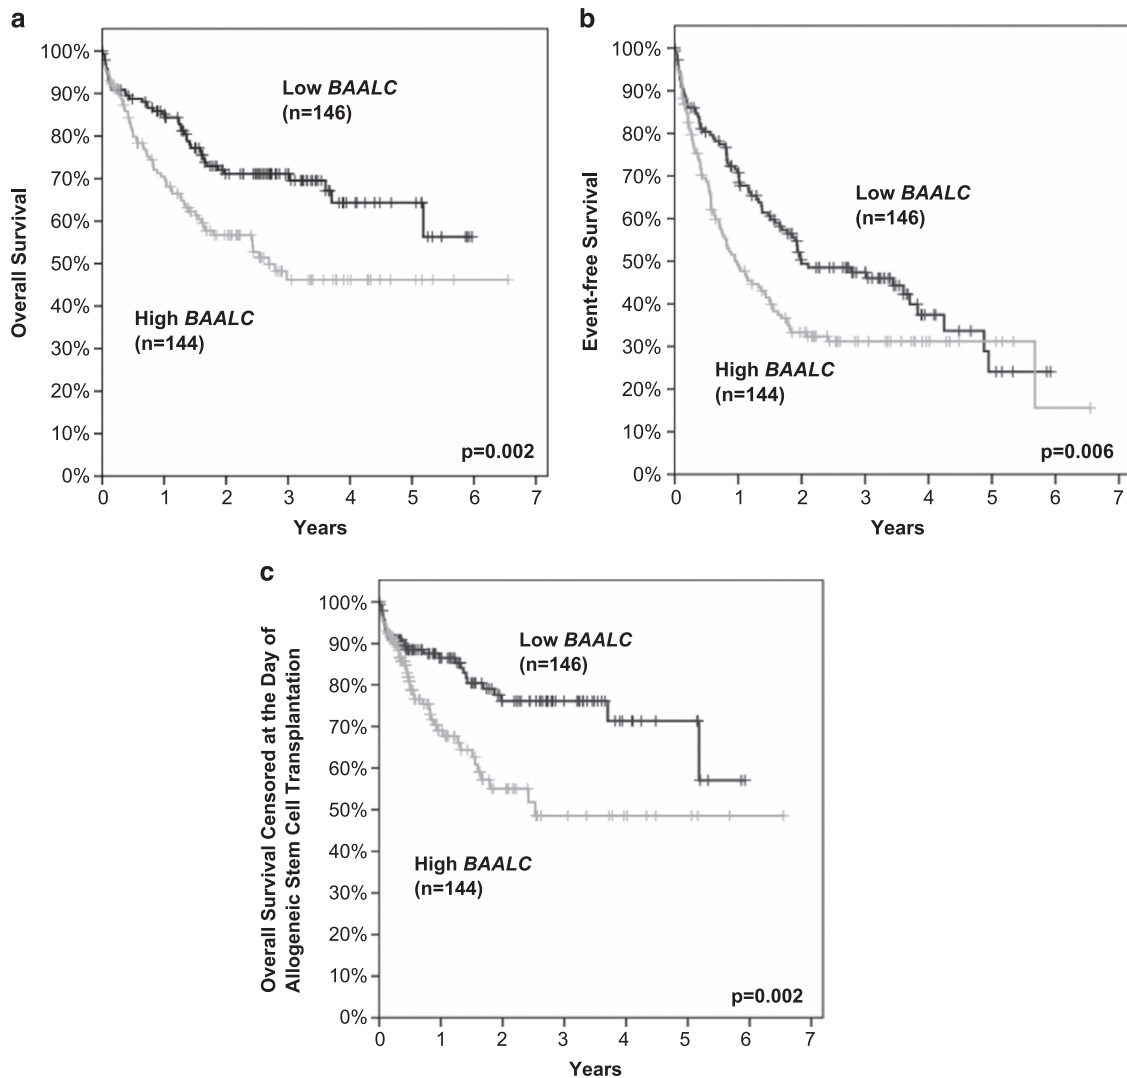 a
Overall Survival
100%
90%
80%
70%
60%
50%
40%
30%
20%
10%
0%
Low BAALC
(n=146)
High BAALC
(n=144)
p=0.002
0 1 2 3 4 5 6 7
Years
b
Event-free Survival
100%
90%
80%
70%
60%
50%
40%
30%
20%
10%
0%
Low BAALC
(n=146)
High BAALC
(n=144)
p=0.006
0 1 2 3 4 5 6 7
Years
c
Overall Survival Censored at the Day of
Allogeneic Stem Cell Transplantation
100%
90%
80%
70%
60%
50%
40%
30%
20%
10%
0%
Low BAALC
(n=146)
High BAALC
(n=144)
p=0.002
0 1 2 3 4 5 6 7
Years